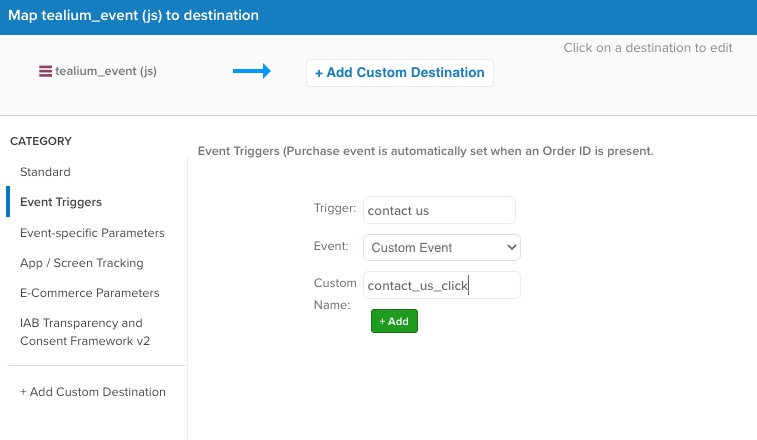 Map tealium_event (js) to destination
Click on a destination to edit
tealium_event (js)
+ Add Custom Destination
CATEGORY
Standard
Event Triggers
Event-specific Parameters
App / Screen Tracking
E-Commerce Parameters
IAB Transparency and
Consent Framework v2
+ Add Custom Destination
Event Triggers (Purchase event is automatically set when an Order ID is present.
Trigger: contact us
Event: Custom Event
Custom contact_us_click
Name:
+ Add